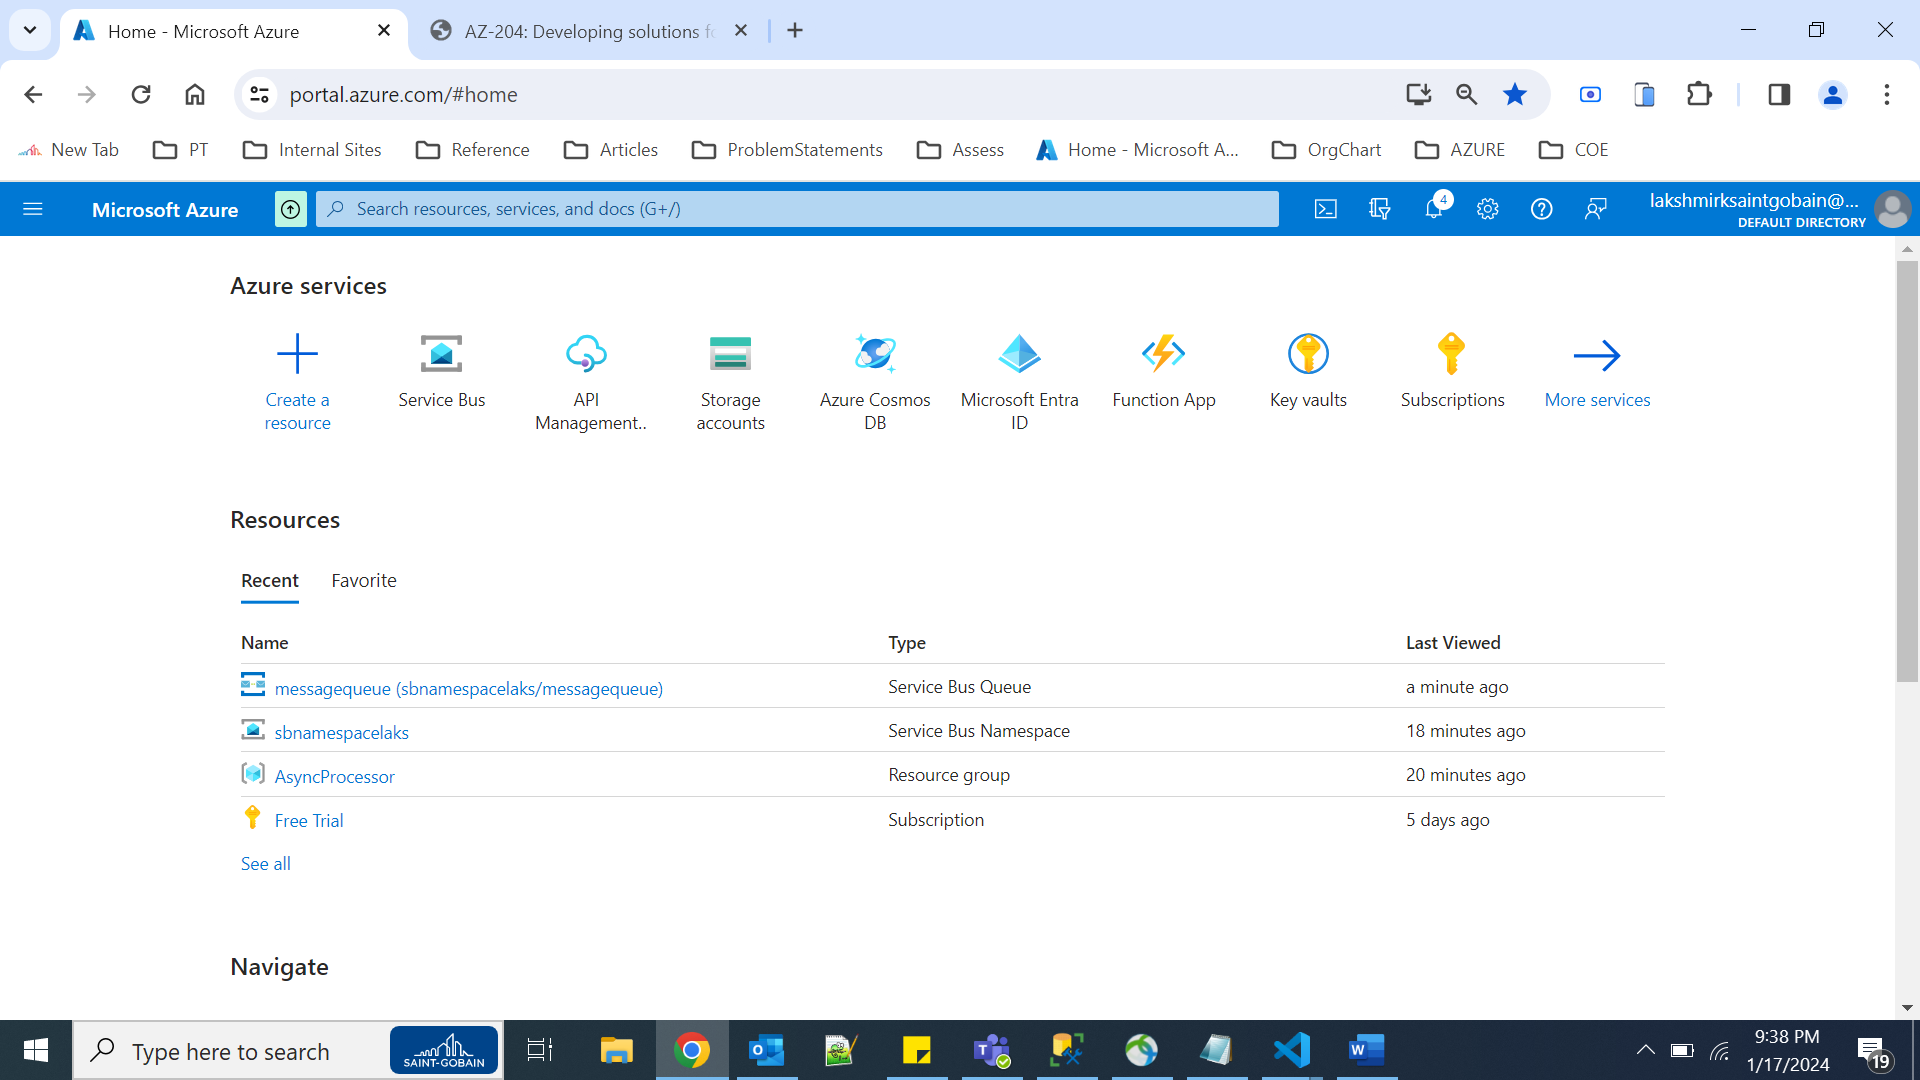 Home - Microsoft Azure
AZ-204: Developing solutions fo
portal.azure.com/#home
New Tab
PT
Internal Sites
Reference
Articles
ProblemStatements
Assess
Home - Microsoft A...
OrgChart
AZURE
COE
Microsoft Azure
Search resources, services, and docs (G+/)
4
lakshmirksaintgobain@...
DEFAULT DIRECTORY
Azure services
Create a
resource
Service Bus
API
Management..
Storage
accounts
Azure Cosmos
DB
Microsoft Entra
ID
Function App
Key vaults
Subscriptions
More services
Resources
Recent
Favorite
Name
Type
Last Viewed
messagequeue (sbnamespacelaks/messagequeue)
Service Bus Queue
a minute ago
sbnamespacelaks
Service Bus Namespace
18 minutes ago
AsyncProcessor
Resource group
20 minutes ago
Free Trial
Subscription
5 days ago
See all
Navigate
Type here to search
SAINT-GOBAIN
9:38 PM
1/17/2024
19